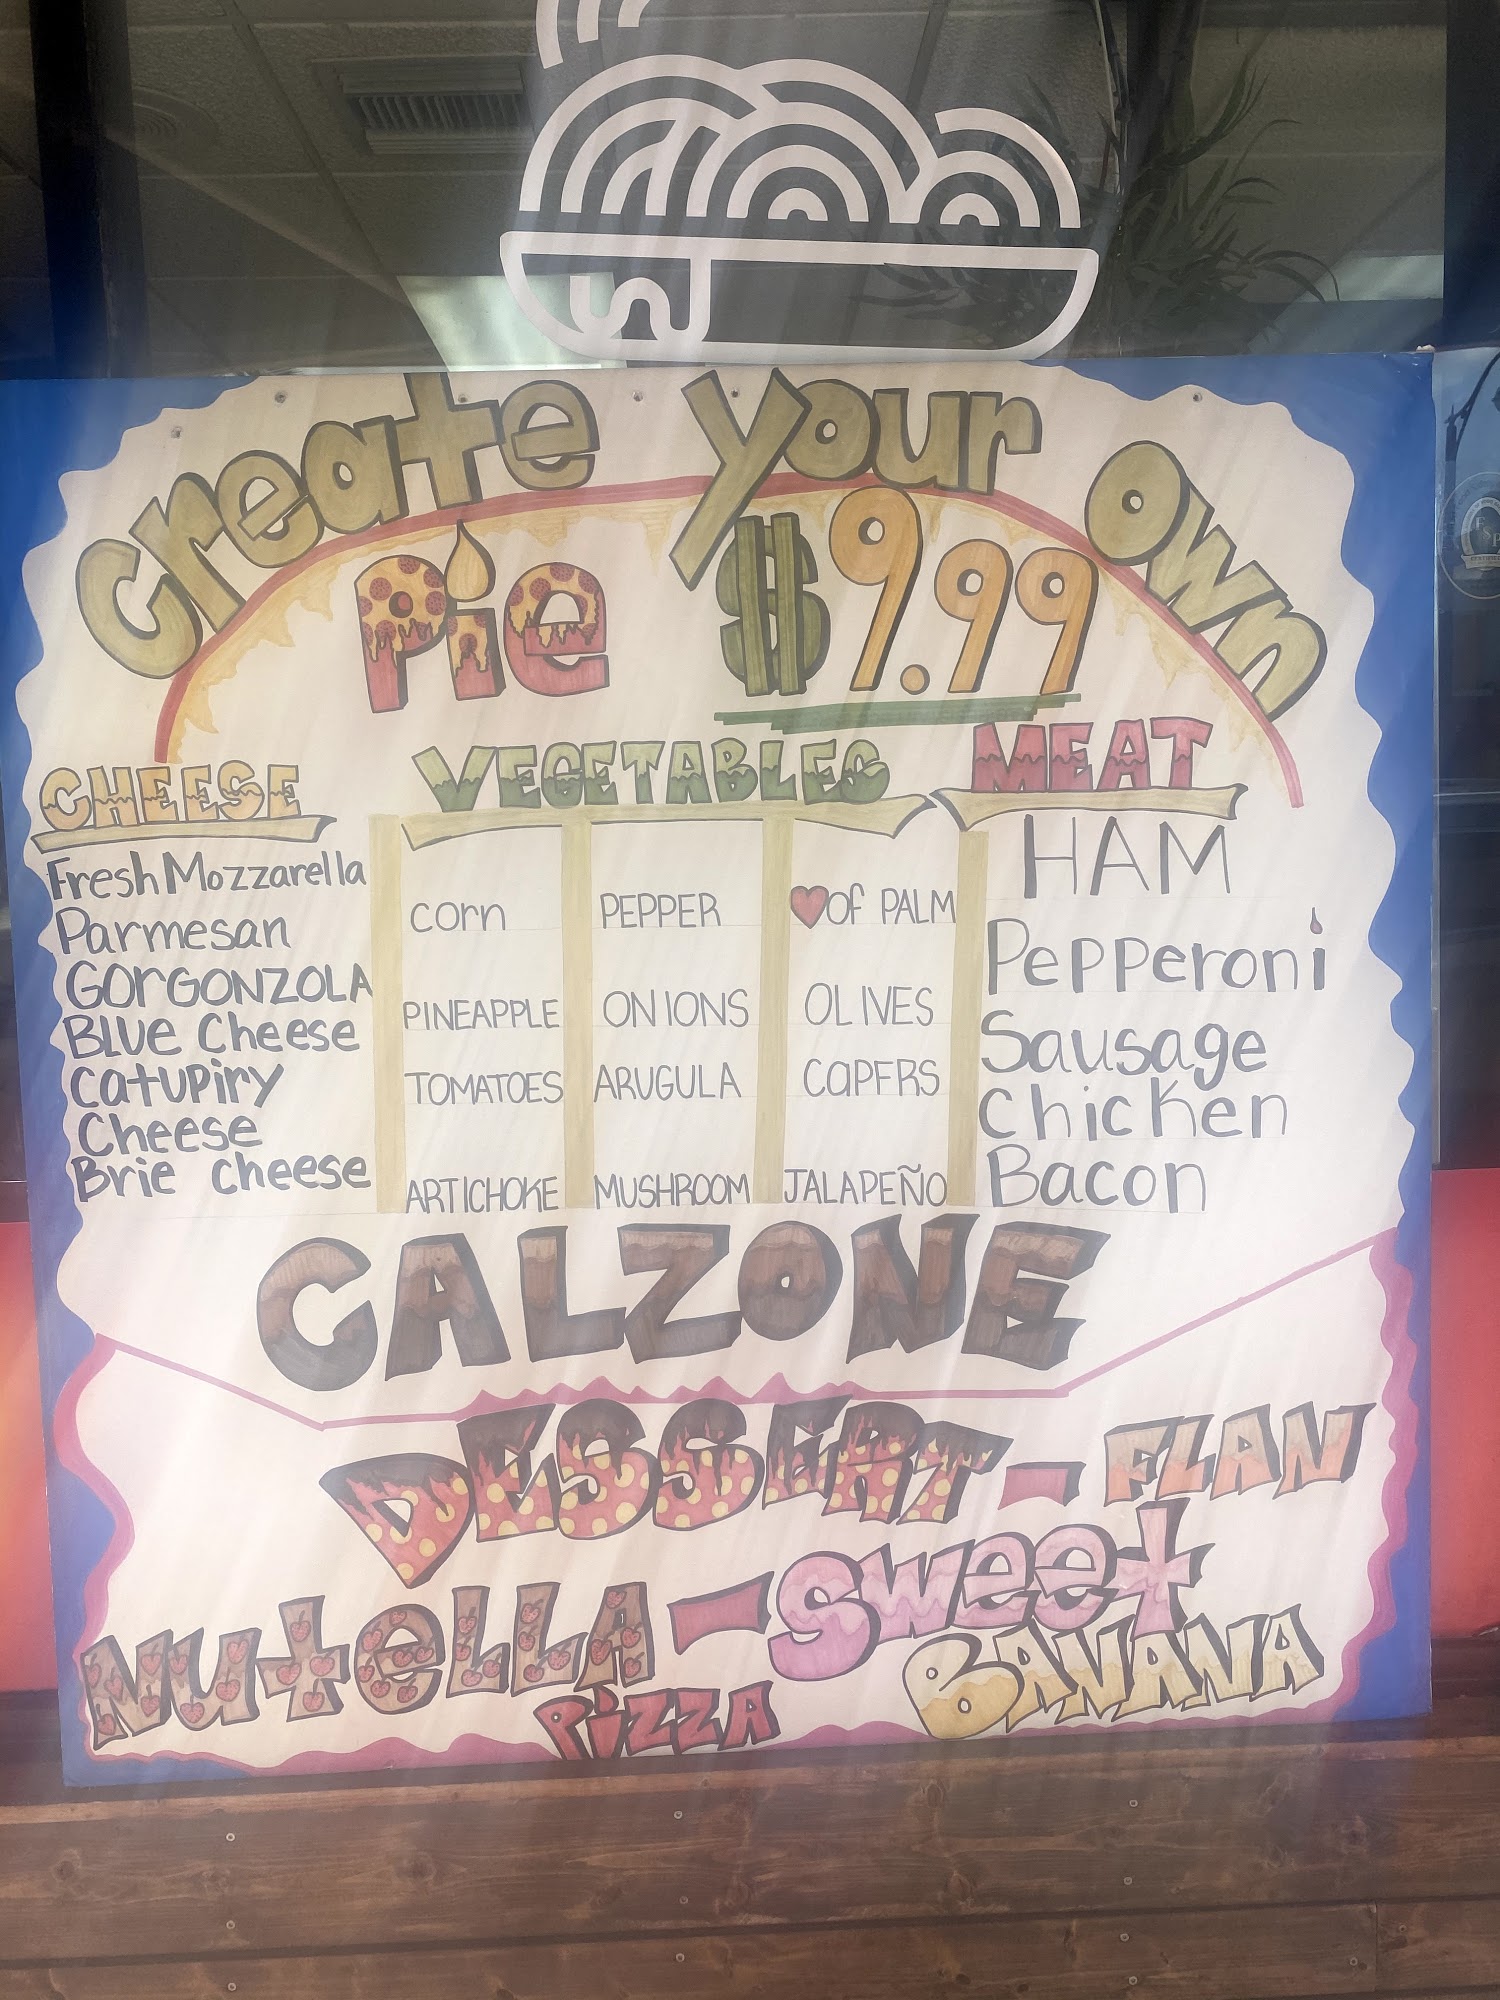 Create your own
Pie $9.99
CHEESE
Fresh Mozzarella
Parmesan
GOrGONZOLA
BLUe Cheese
catupiry
Cheese
Brie cheese
VEGETABLES
corn PEPPER ❤OF PALM
PINEAPPLE ONIONS OLIVES
TOMATOES ARUGULA CAPERS
ARTICHOKE MUSHROOM JALAPEÑO
MEAT
HAM
Pepperoni
Sausage
Chicken
Bacon
CALZONE
DESSERT - FLAN
NuteLLA - Sweet
PiZZA BANANA